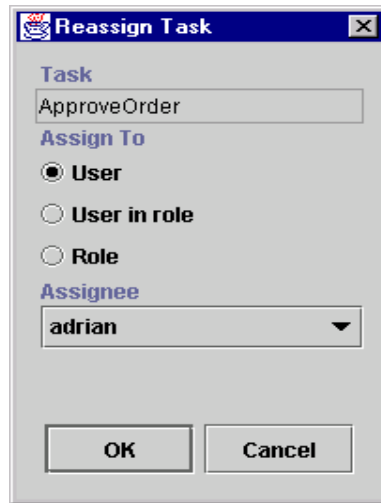 Reassign Task
Task
ApproveOrder
Assign To
User
User in role
Role
Assignee
adrian
OK Cancel